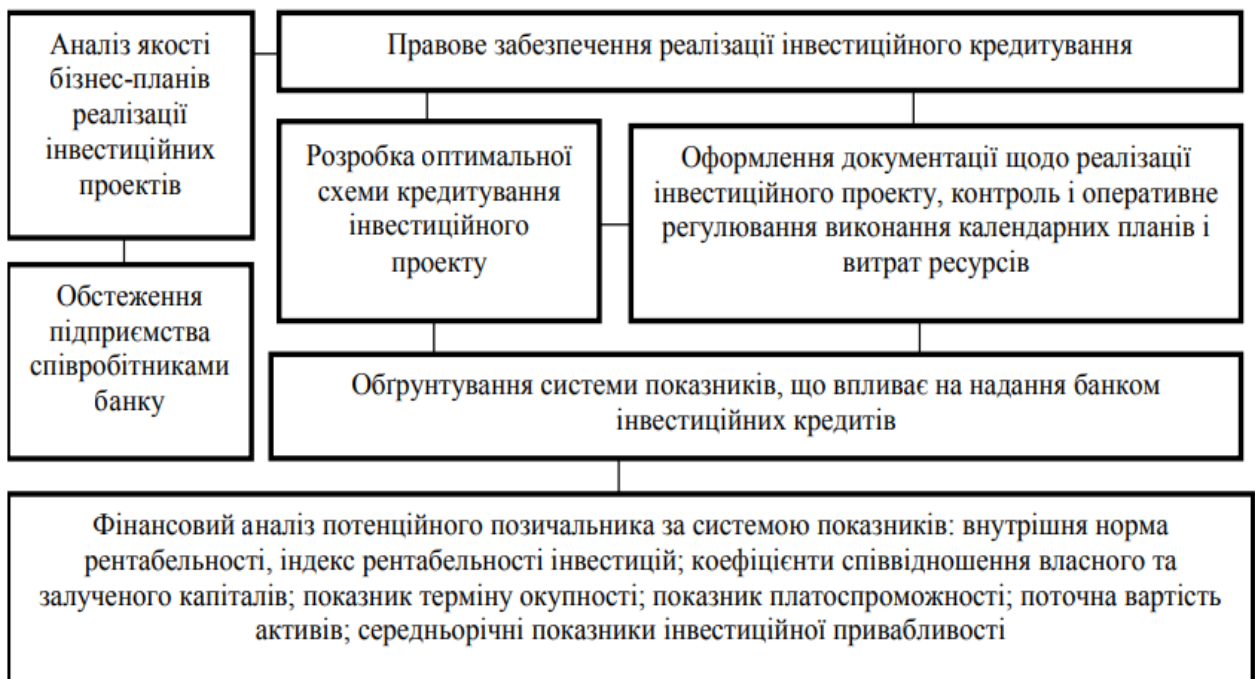 Аналіз якості
бізнес-планів
реалізації
інвестиційних
проектів
Правове забезпечення реалізації інвестиційного кредитування
Розробка оптимальної
схеми кредитування
інвестиційного
проекту
Оформлення документації щодо реалізації
інвестиційного проекту, контроль і оперативне
регулювання виконання календарних планів і
витрат ресурсів
Обстеження
підприємства
співробітниками
банку
Обґрунтування системи показників, що впливає на надання банком
інвестиційних кредитів
Фінансовий аналіз потенційного позичальника за системою показників: внутрішня норма
рентабельності, індекс рентабельності інвестицій; коефіцієнти співвідношення власного та
залученого капіталів; показник терміну окупності; показник платоспроможності; поточна вартість
активів; середньорічні показники інвестиційної привабливості